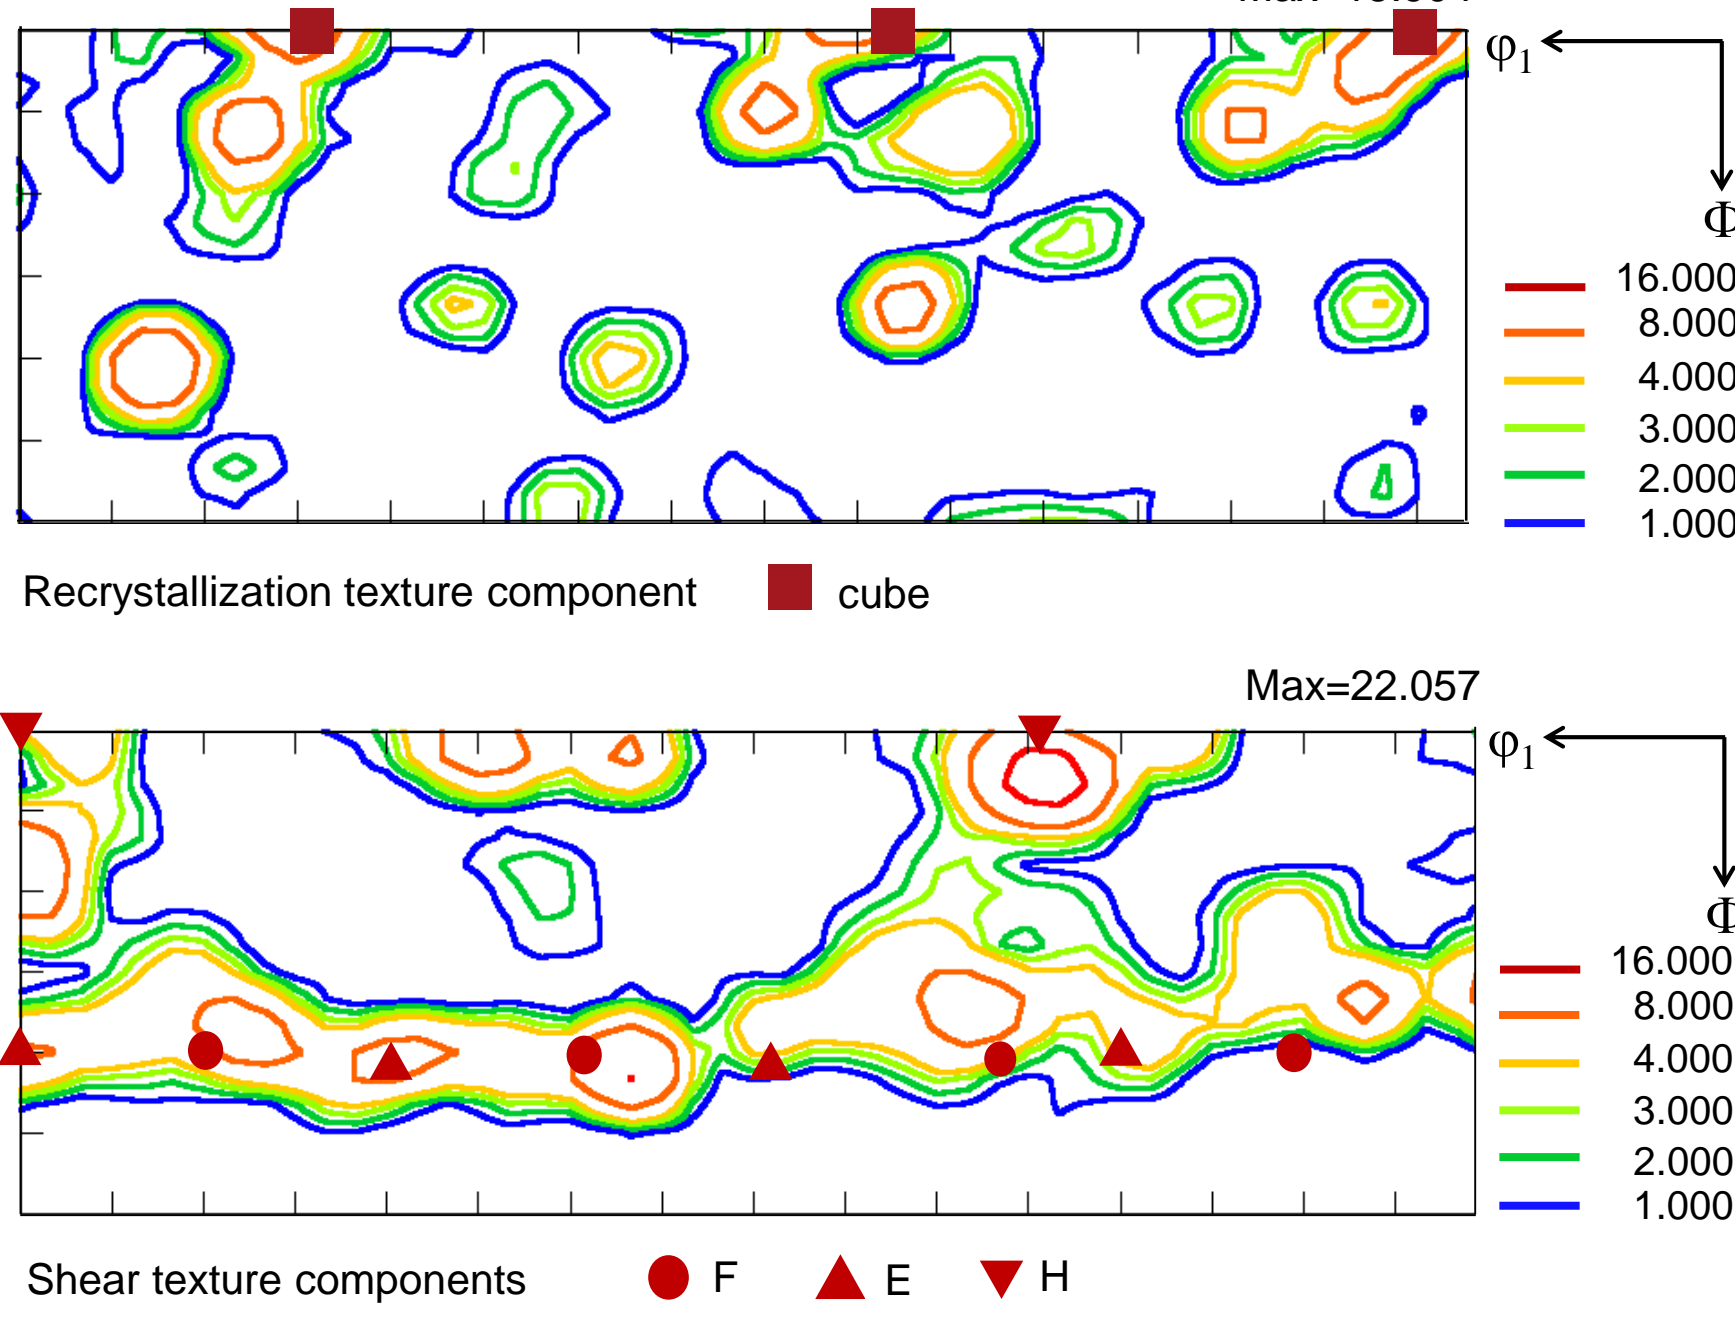 φ1
Φ
16.000
8.000
4.000
3.000
2.000
1.000
Recrystallization texture component
cube
Max=22.057
φ1
Φ
16.000
8.000
4.000
3.000
2.000
1.000
Shear texture components
F
E
H